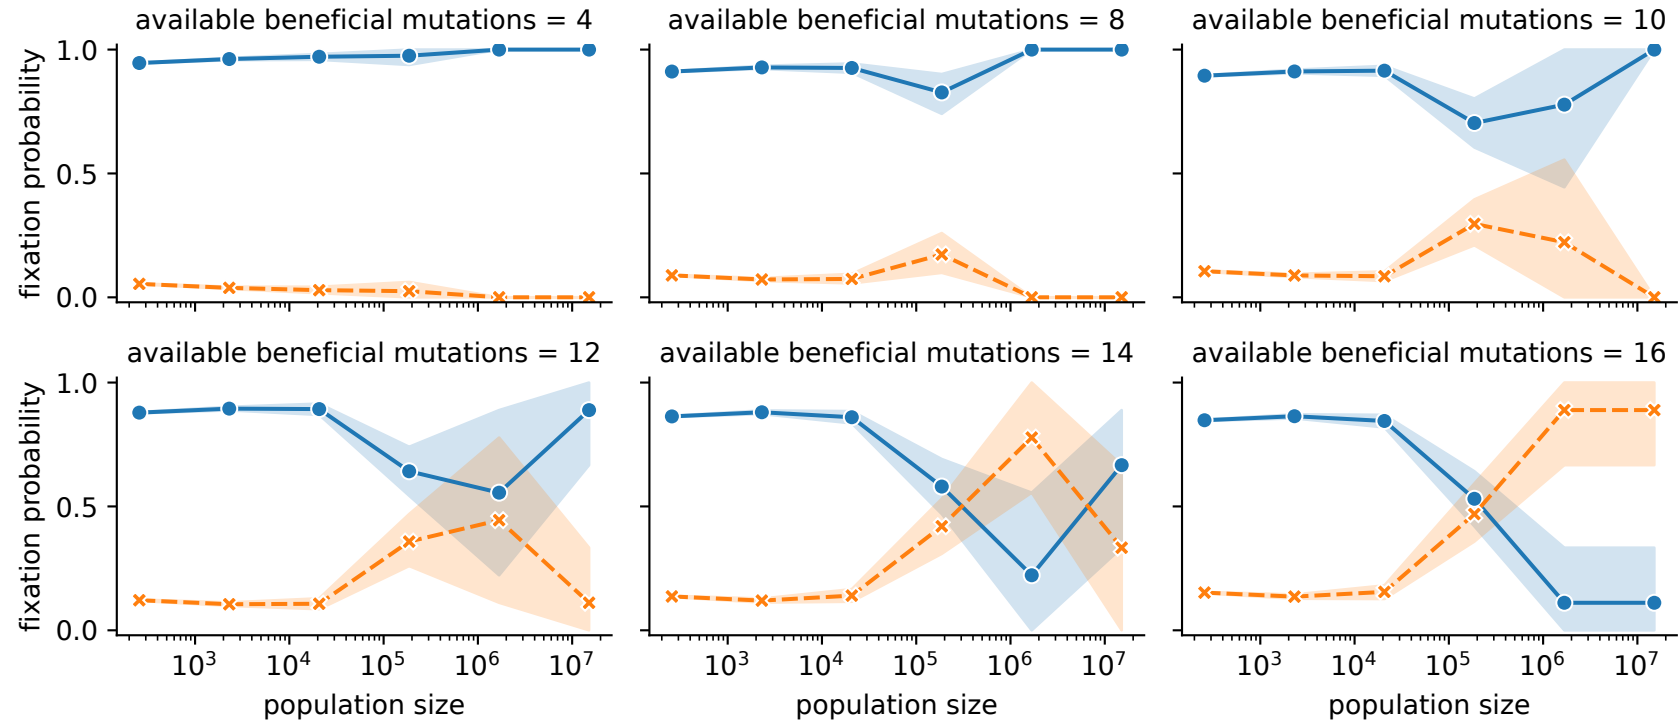 available beneficial mutations = 4
available beneficial mutations = 8
available beneficial mutations = 10
fixation probability
1.0
0.5
0.0
available beneficial mutations = 12
available beneficial mutations = 14
available beneficial mutations = 16
fixation probability
1.0
0.5
0.0
10³ 10⁴ 10⁵ 10⁶ 10⁷
10³ 10⁴ 10⁵ 10⁶ 10⁷
10³ 10⁴ 10⁵ 10⁶ 10⁷
population size
population size
population size